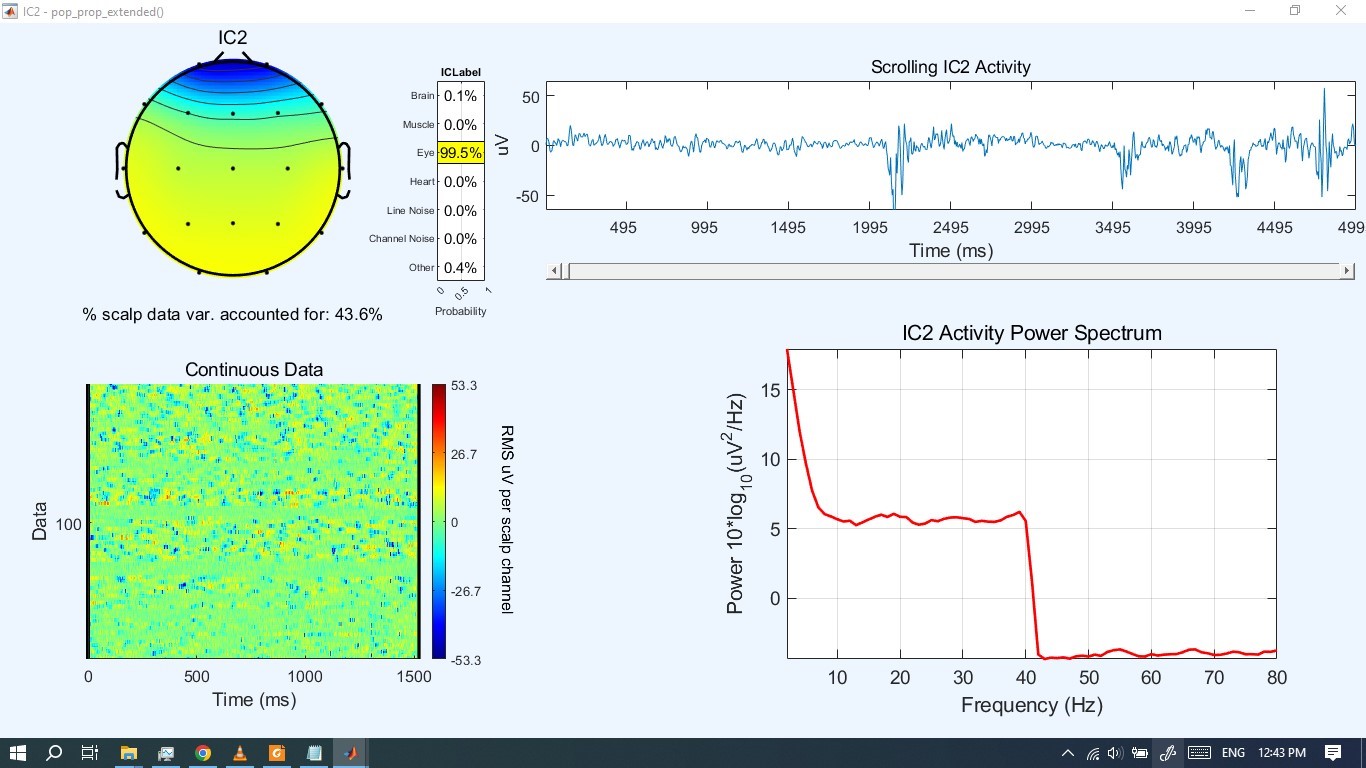 IC2 - pop_prop_extended()
IC2
ICLabel
Brain 0.1%
Muscle 0.0%
Eye 99.5%
Heart 0.0%
Line Noise 0.0%
Channel Noise 0.0%
Other 0.4%
0 0.5 1
Probability
% scalp data var. accounted for: 43.6%
Scrolling IC2 Activity
50
0
-50
uV
495 995 1495 1995 2495 2995 3495 3995 4495 499
Time (ms)
Continuous Data
Data
100
0 500 1000 1500
Time (ms)
53.3
26.7
0
-26.7
-53.3
RMS uV per scalp channel
IC2 Activity Power Spectrum
Power 10*log10(uV2/Hz)
15
10
5
0
10 20 30 40 50 60 70 80
Frequency (Hz)
ENG 12:43 PM